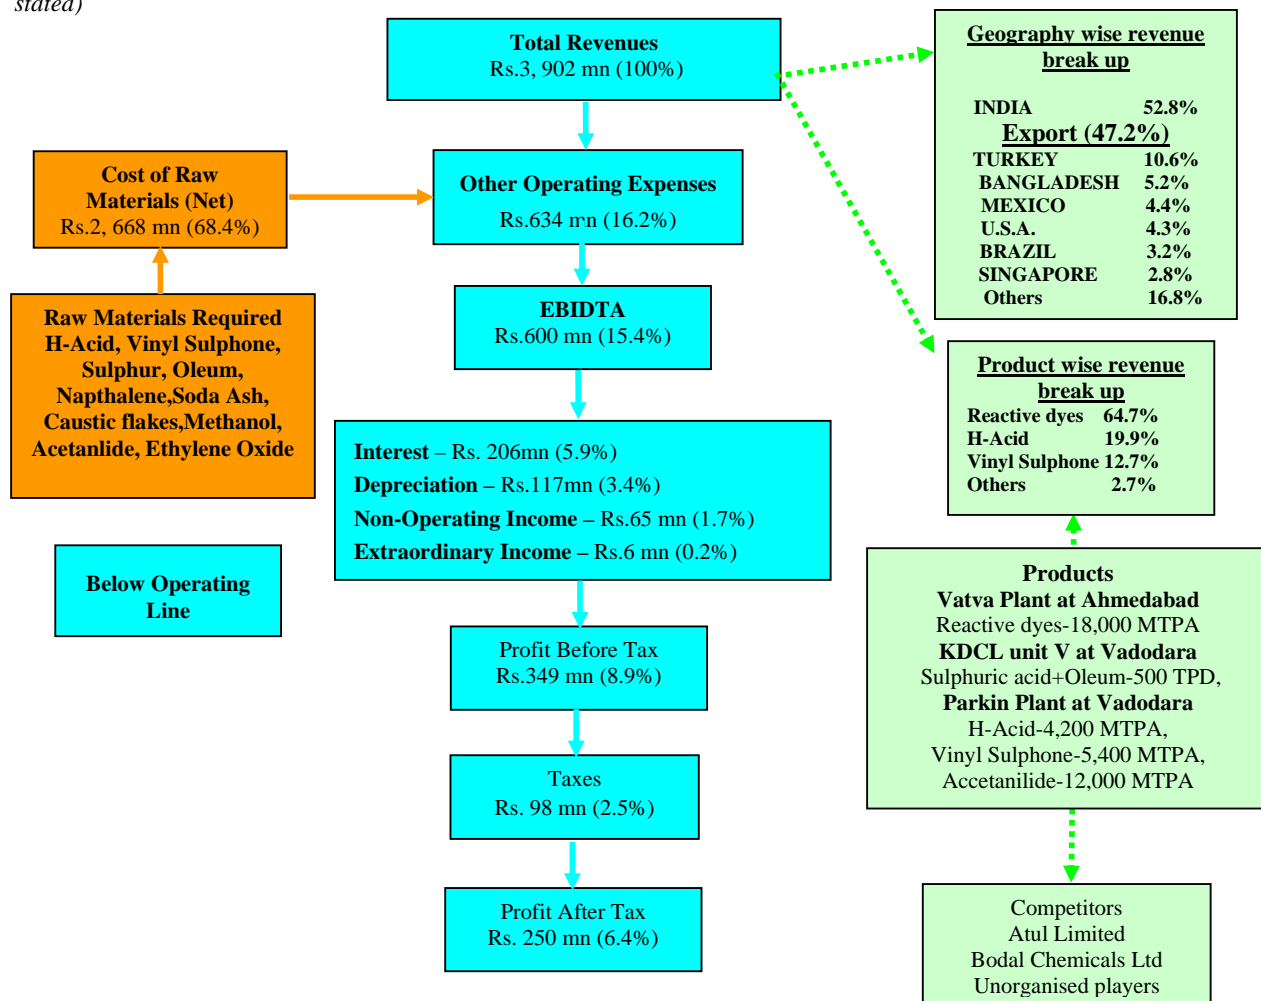 stated)
Total Revenues
Rs.3, 902 mn (100%)
Cost of Raw
Materials (Net)
Rs.2, 668 mn (68.4%)
Other Operating Expenses
Rs.634 mn (16.2%)
Raw Materials Required
H-Acid, Vinyl Sulphone,
Sulphur, Oleum,
Napthalene,Soda Ash,
Caustic flakes,Methanol,
Acetanlide, Ethylene Oxide
EBIDTA
Rs.600 mn (15.4%)
Interest – Rs. 206mn (5.9%)
Depreciation – Rs.117mn (3.4%)
Non-Operating Income – Rs.65 mn (1.7%)
Extraordinary Income – Rs.6 mn (0.2%)
Below Operating
Line
Profit Before Tax
Rs.349 mn (8.9%)
Taxes
Rs. 98 mn (2.5%)
Profit After Tax
Rs. 250 mn (6.4%)
Geography wise revenue
break up
INDIA 52.8%
Export (47.2%)
TURKEY 10.6%
BANGLADESH 5.2%
MEXICO 4.4%
U.S.A. 4.3%
BRAZIL 3.2%
SINGAPORE 2.8%
Others 16.8%
Product wise revenue
break up
Reactive dyes 64.7%
H-Acid 19.9%
Vinyl Sulphone 12.7%
Others 2.7%
Products
Vatva Plant at Ahmedabad
Reactive dyes-18,000 MTPA
KDCL unit V at Vadodara
Sulphuric acid+Oleum-500 TPD,
Parkin Plant at Vadodara
H-Acid-4,200 MTPA,
Vinyl Sulphone-5,400 MTPA,
Accetanilide-12,000 MTPA
Competitors
Atul Limited
Bodal Chemicals Ltd
Unorganised players